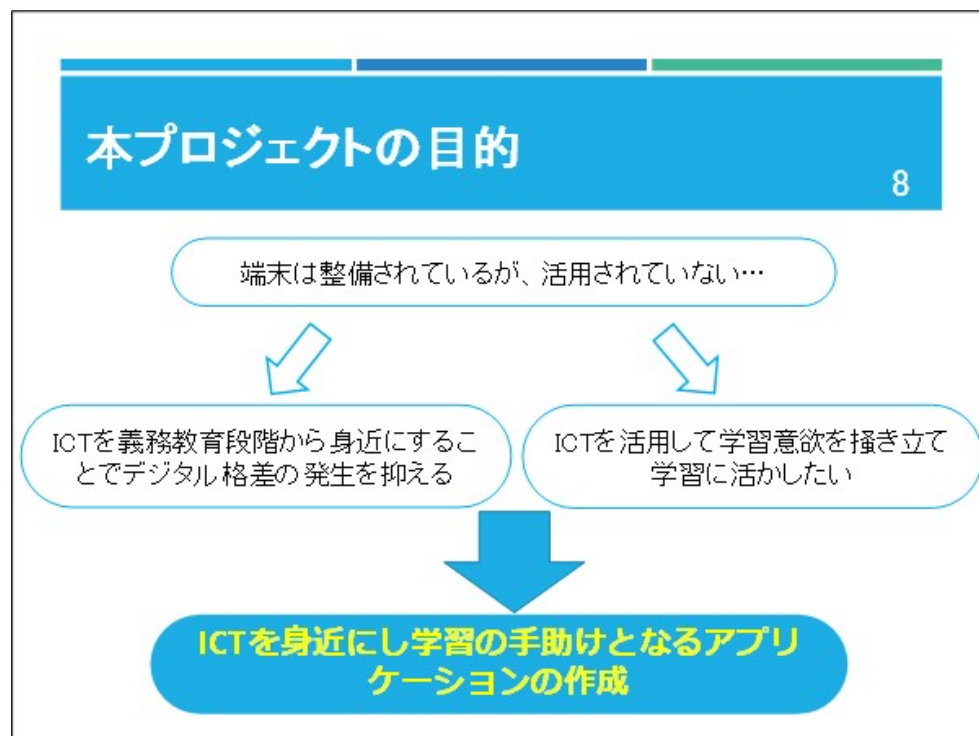 本プロジェクトの目的
8
端末は整備されているが、活用されていない…
ICTを義務教育段階から身近にするこ
とでデジタル格差の発生を抑える
ICTを活用して学習意欲を掻き立て
学習に活かしたい
ICTを身近にし学習の手助けとなるアプリ
ケーションの作成